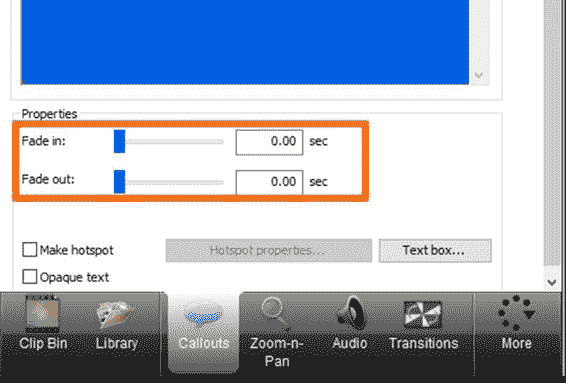 Properties
Fade in: 0.00 sec
Fade out: 0.00 sec
Make hotspot Hotspot properties... Text box...
Opaque text
Clip Bin Library Callouts Zoom-n-Pan Audio Transitions More